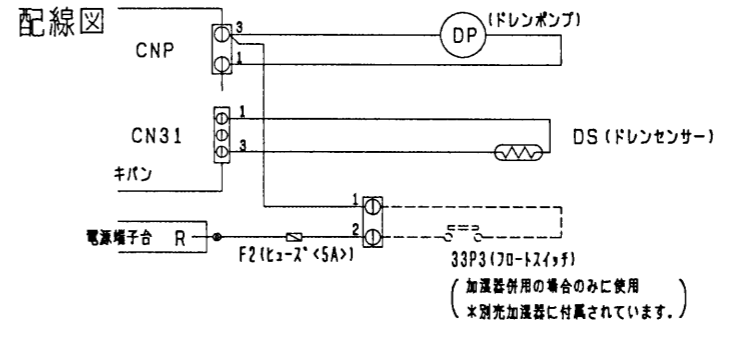 配線図
(ドレンポンプ)
3
DP
CNP
1
1
CN31
DS(ドレンセンサー)
3
キバン
1
電源端子台 R
2
F2(ヒューズ<5A>)
33P3(フロートスイッチ)
(加湿器併用の場合のみに使用
*別売加湿器に付属されています.)